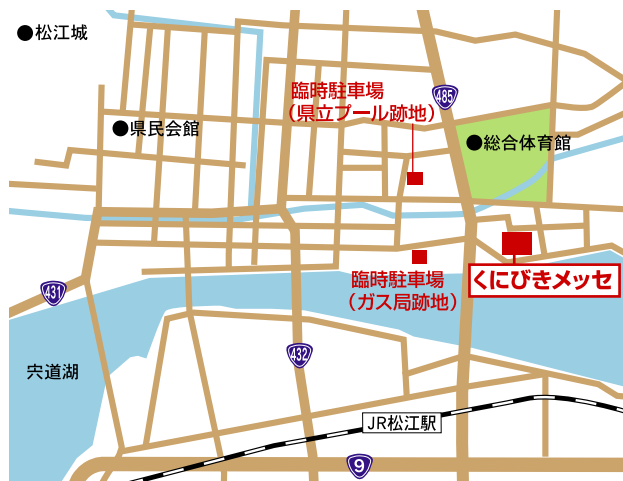 ●松江城
臨時駐車場
（県立プール跡地）
485
●県民会館
●総合体育館
臨時駐車場
（ガス局跡地）
くにびきメッセ
431
432
宍道湖
JR松江駅
9